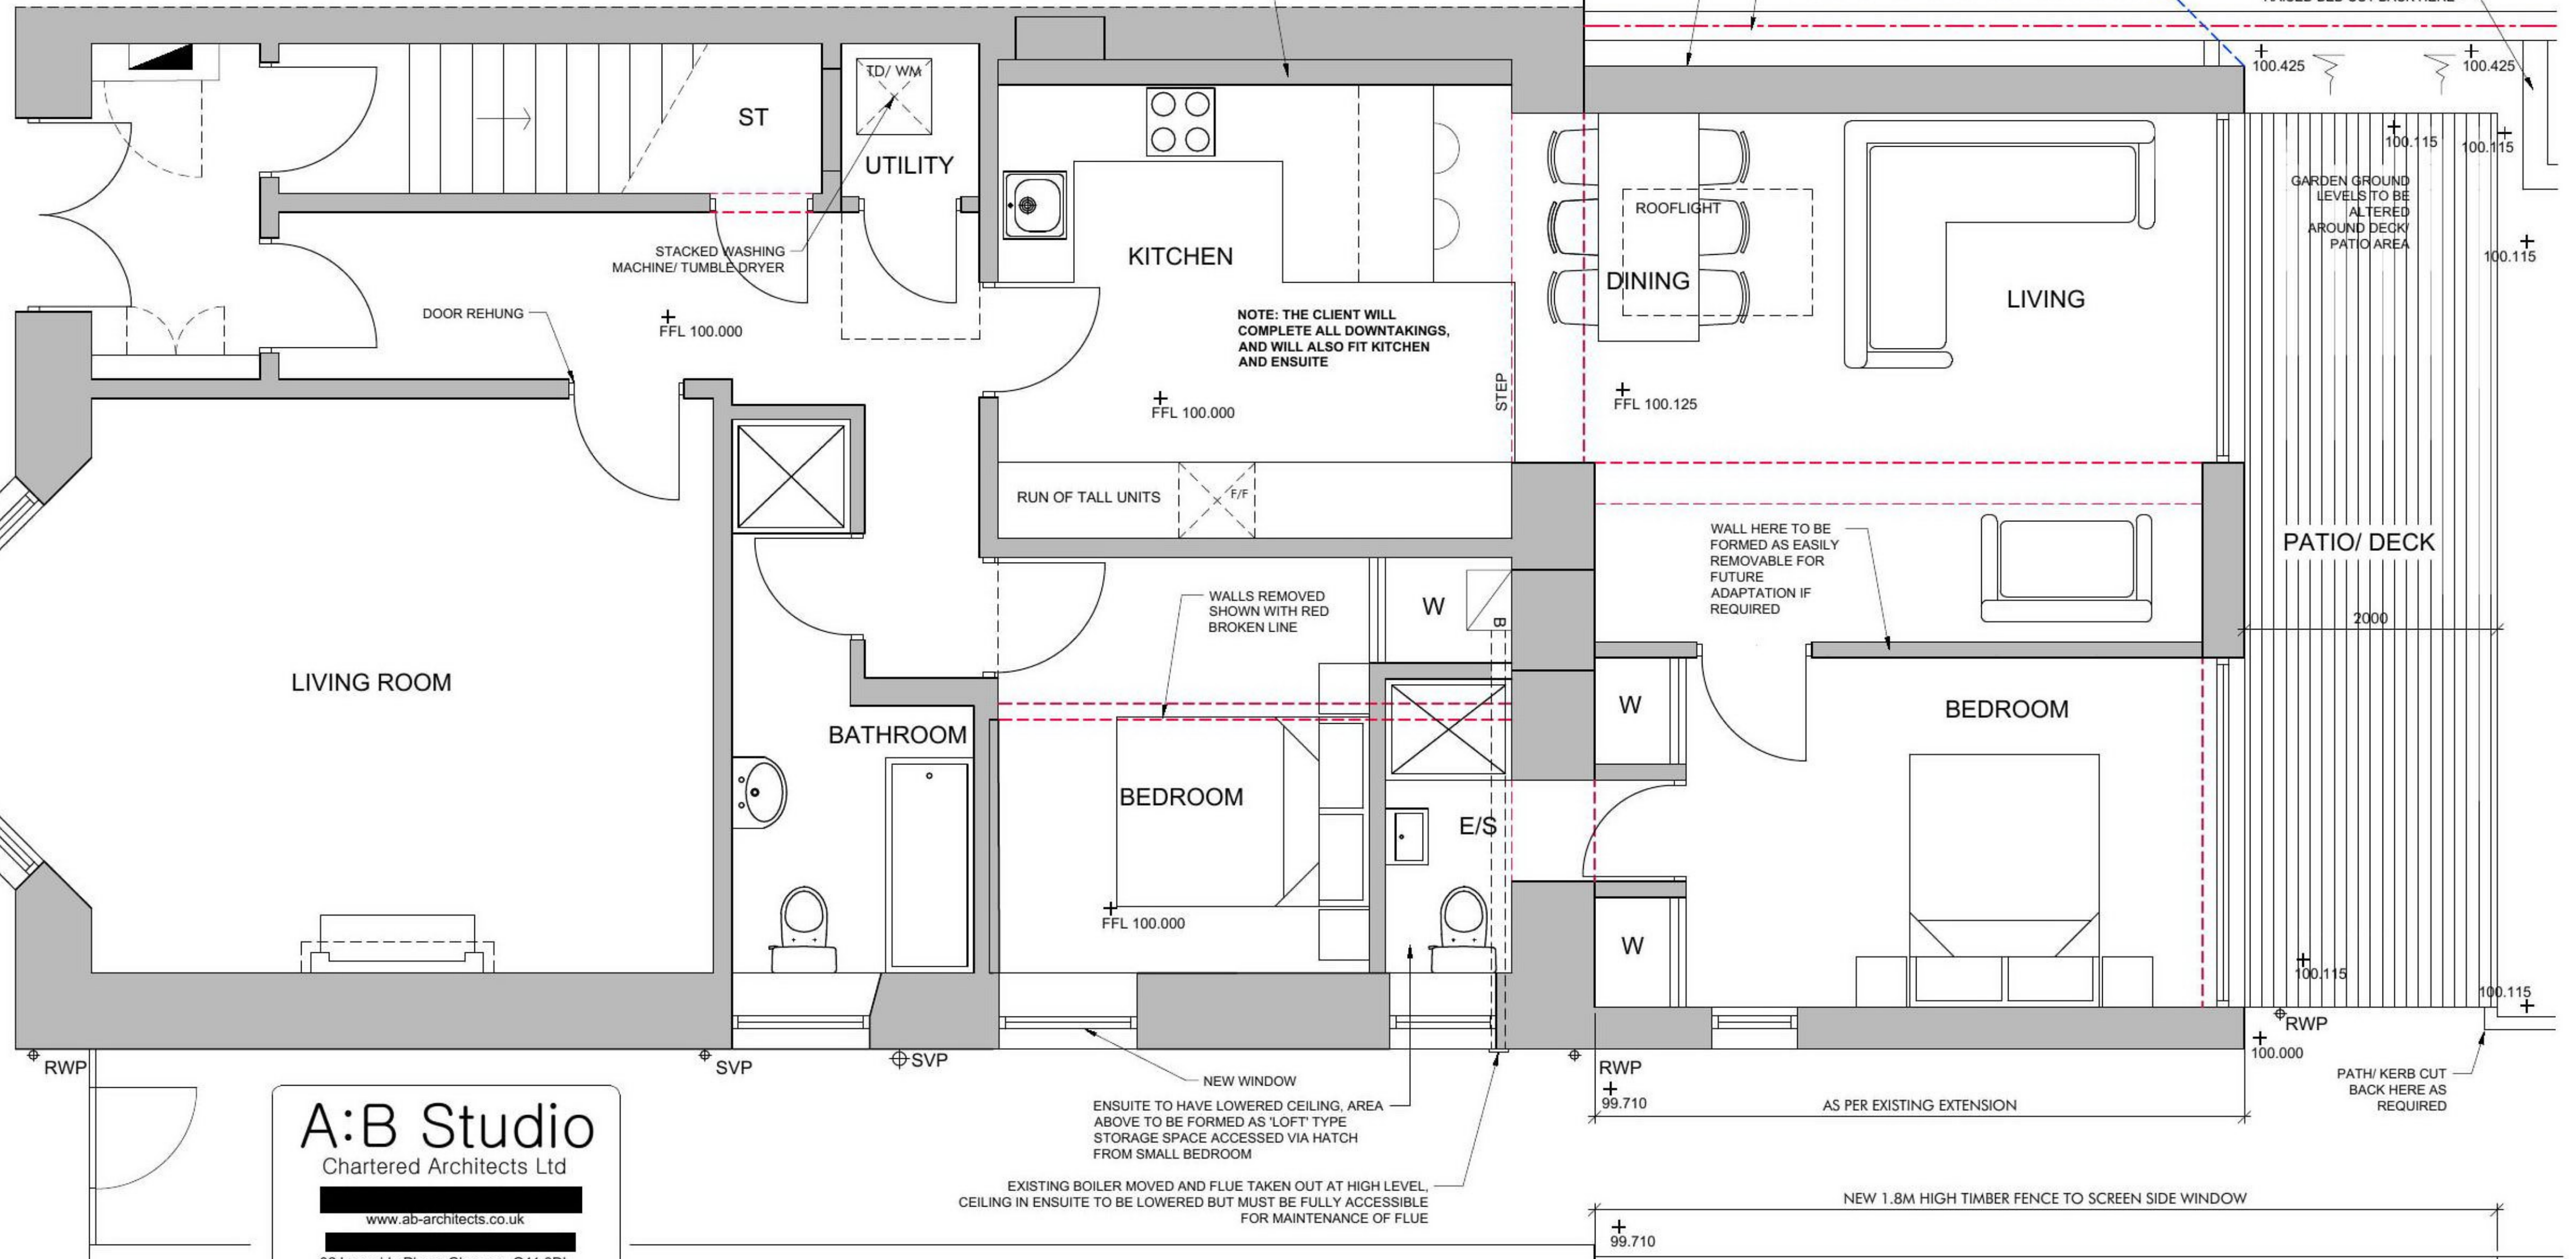 100.425
100.425
TD/ WM
ST
UTILITY
100.115
100.115
GARDEN GROUND
LEVELS TO BE
ALTERED
AROUND DECK/
PATIO AREA
100.115
ROOFLIGHT
STACKED WASHING
MACHINE/ TUMBLE DRYER
KITCHEN
DINING
LIVING
DOOR REHUNG
FFL 100.000
NOTE: THE CLIENT WILL
COMPLETE ALL DOWNTAKINGS,
AND WILL ALSO FIT KITCHEN
AND ENSUITE
STEP
FFL 100.000
FFL 100.125
RUN OF TALL UNITS
F/F
WALL HERE TO BE
FORMED AS EASILY
REMOVABLE FOR
FUTURE
ADAPTATION IF
REQUIRED
PATIO/ DECK
WALLS REMOVED
SHOWN WITH RED
BROKEN LINE
W
B
2000
LIVING ROOM
W
BEDROOM
BATHROOM
BEDROOM
E/S
FFL 100.000
W
100.115
100.115
RWP
SVP
SVP
RWP
RWP
100.000
NEW WINDOW
99.710
AS PER EXISTING EXTENSION
PATH/ KERB CUT
BACK HERE AS
REQUIRED
ENSUITE TO HAVE LOWERED CEILING, AREA
ABOVE TO BE FORMED AS 'LOFT' TYPE
STORAGE SPACE ACCESSED VIA HATCH
FROM SMALL BEDROOM
A:B Studio
Chartered Architects Ltd
www.ab-architects.co.uk
EXISTING BOILER MOVED AND FLUE TAKEN OUT AT HIGH LEVEL,
CEILING IN ENSUITE TO BE LOWERED BUT MUST BE FULLY ACCESSIBLE
FOR MAINTENANCE OF FLUE
NEW 1.8M HIGH TIMBER FENCE TO SCREEN SIDE WINDOW
99.710